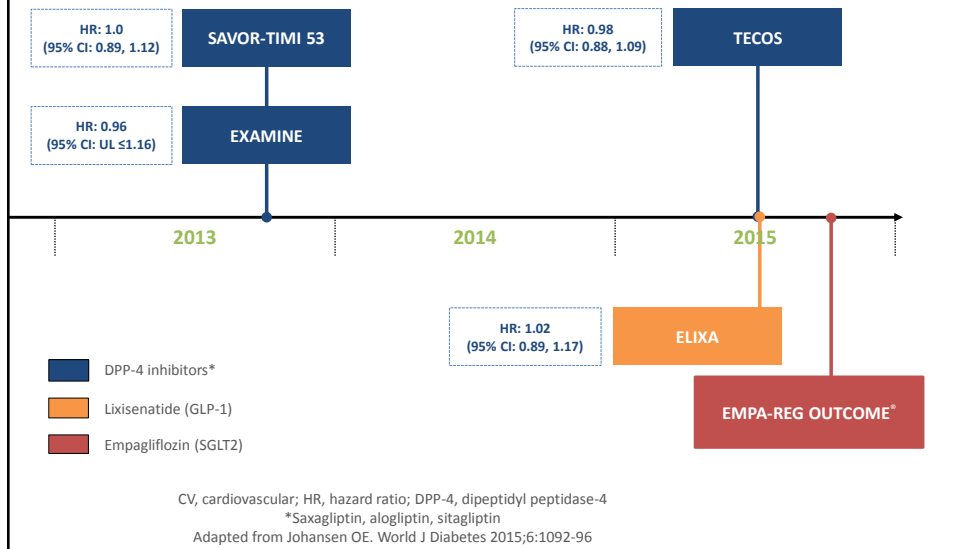 HR: 1.0
(95% CI: 0.89, 1.12)
SAVOR-TIMI 53
HR: 0.98
(95% CI: 0.88, 1.09)
TECOS
HR: 0.96
(95% CI: UL ≤1.16)
EXAMINE
2013
2014
2015
HR: 1.02
(95% CI: 0.89, 1.17)
ELIXA
DPP-4 inhibitors*
Lixisenatide (GLP-1)
EMPA-REG OUTCOME®
Empagliflozin (SGLT2)
CV, cardiovascular; HR, hazard ratio; DPP-4, dipeptidyl peptidase-4
*Saxagliptin, alogliptin, sitagliptin
Adapted from Johansen OE. World J Diabetes 2015;6:1092-96